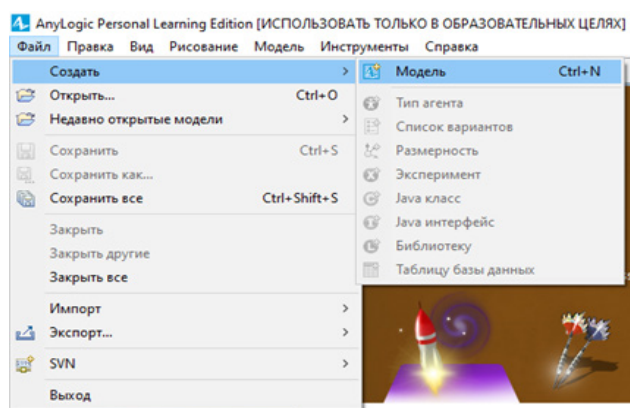 AnyLogic Personal Learning Edition [ИСПОЛЬЗОВАТЬ ТОЛЬКО В ОБРАЗОВАТЕЛЬНЫХ ЦЕЛЯХ]
Файл Правка Вид Рисование Модель Инструменты Справка
Создать
Открыть... Ctrl+O
Недавно открытые модели
Сохранить Ctrl+S
Сохранить как...
Сохранить все Ctrl+Shift+S
Закрыть
Закрыть другие
Закрыть все
Импорт
Экспорт...
SVN
Выход
Модель Ctrl+N
Тип агента
Список вариантов
Размерность
Эксперимент
Java класс
Java интерфейс
Библиотеку
Таблицу базы данных